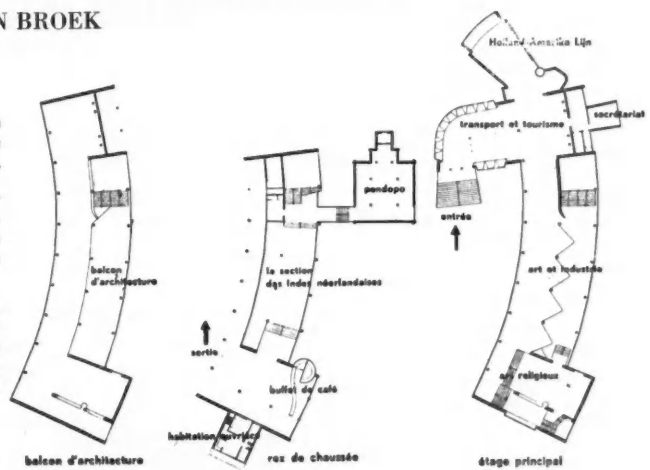 N BROEK
balcon
d'architecture
balcon d'architecture
pendopo
la section
des Indes néerlandaises
sortie
buffet de café
habitation ouvrière
rez de chaussée
Holland-Amerika Lijn
transport et tourisme
secrétariat
entrée
art et industrie
art religieux
étage principal